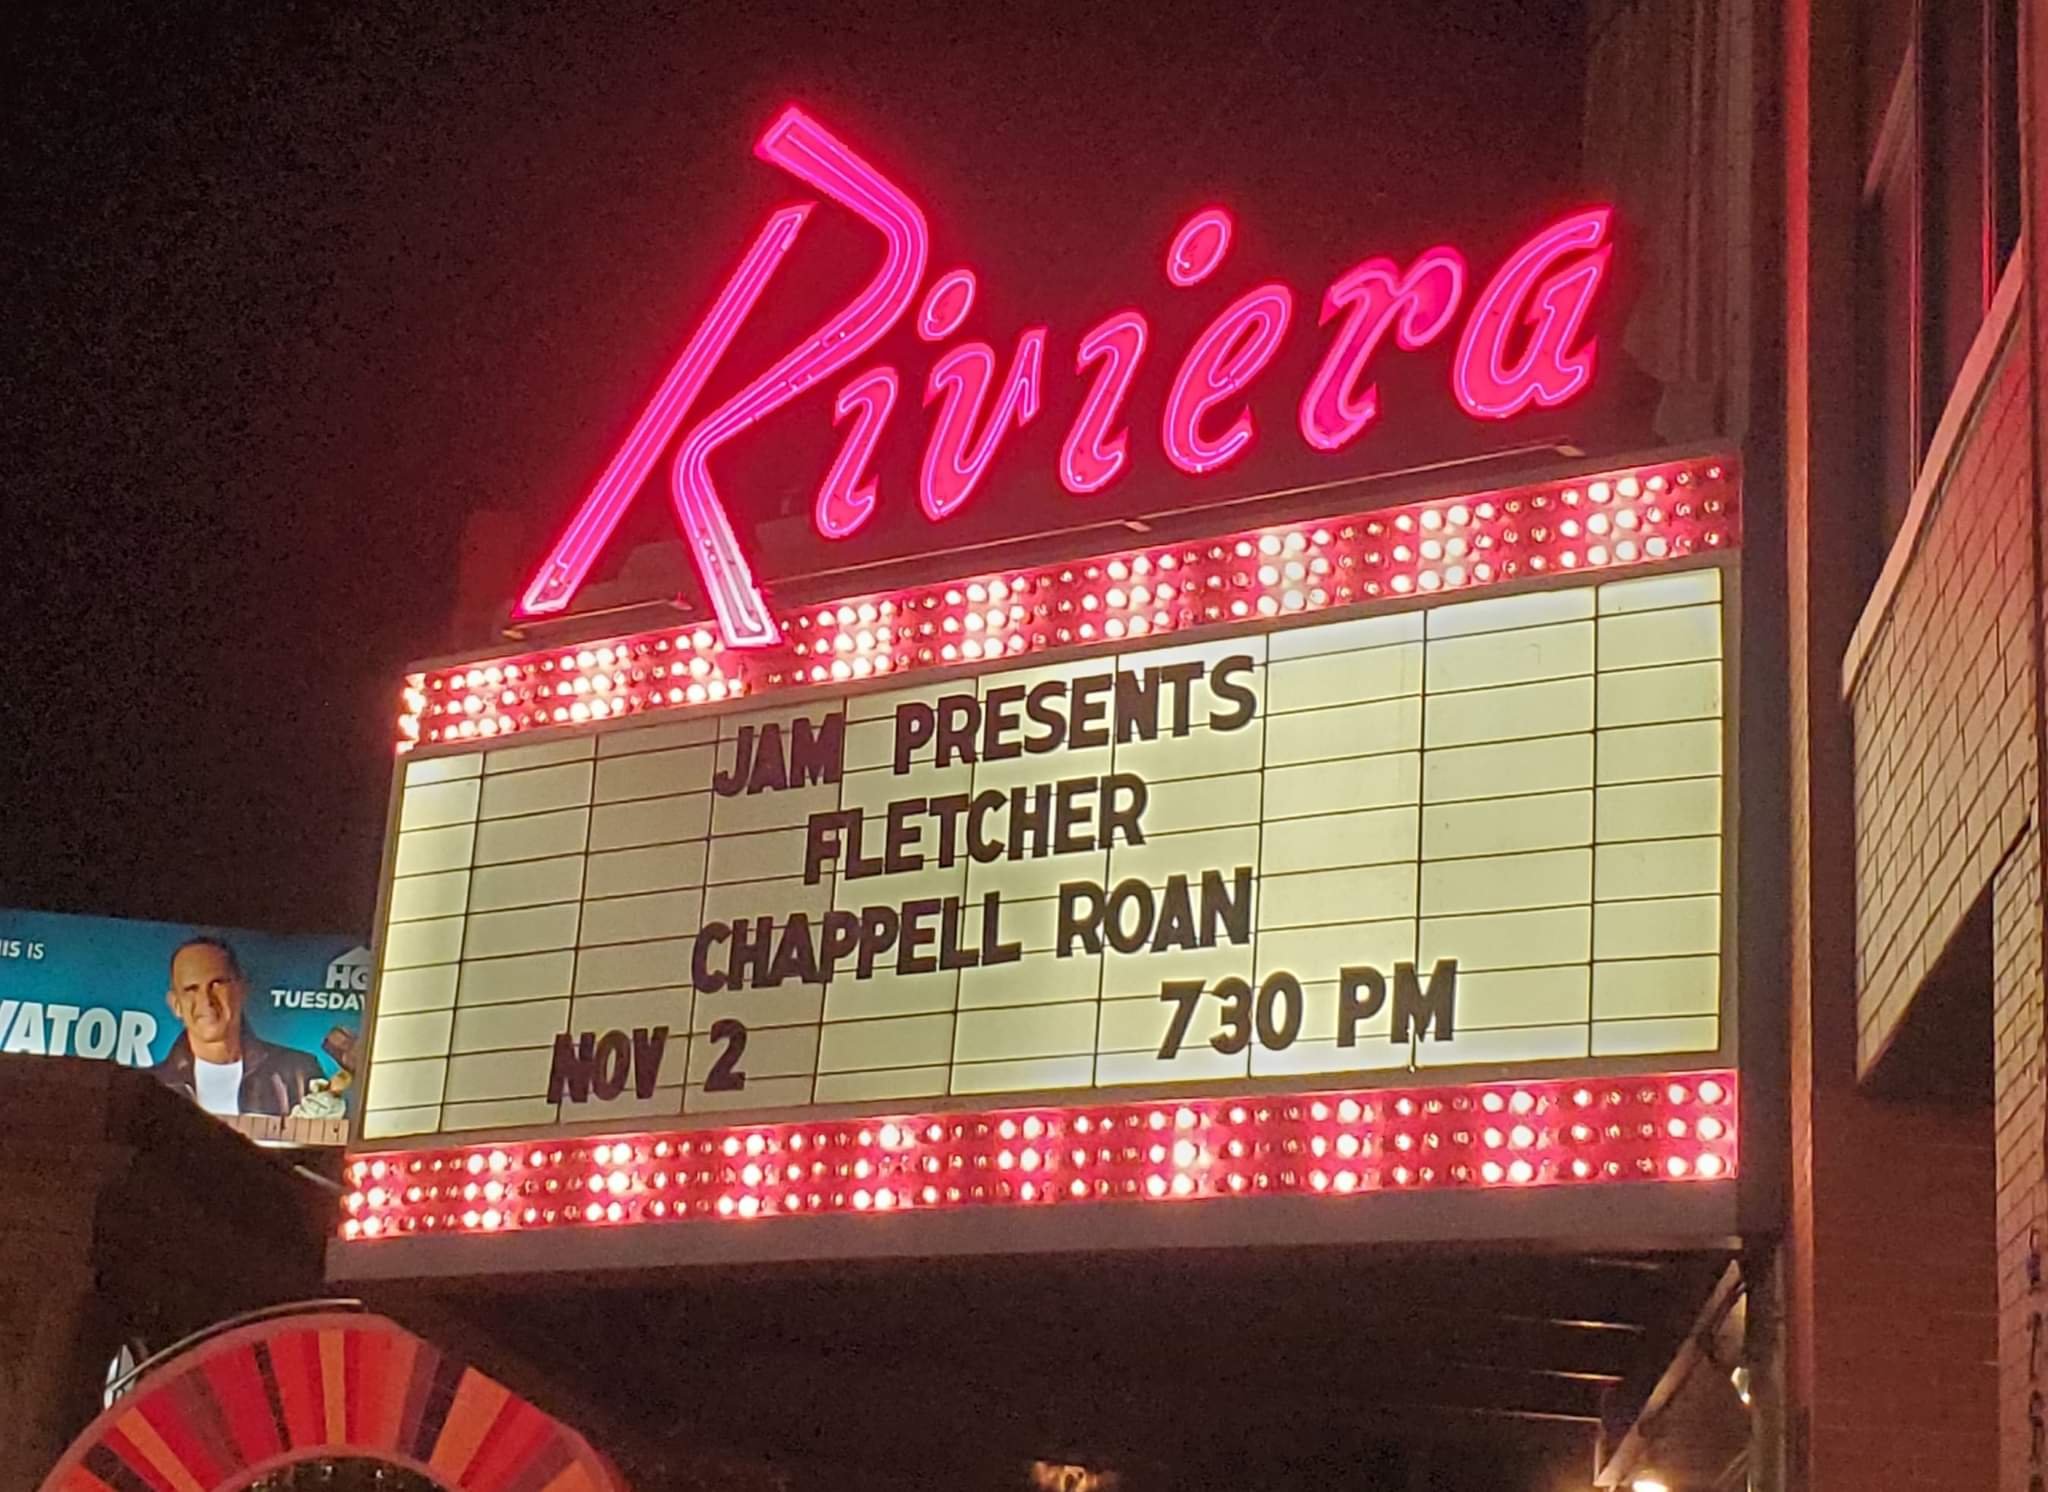 Riviera
JAM PRESENTS
FLETCHER
CHAPPELL ROAN
NOV 2 730 PM
IS IS
VATOR
TUESDAY